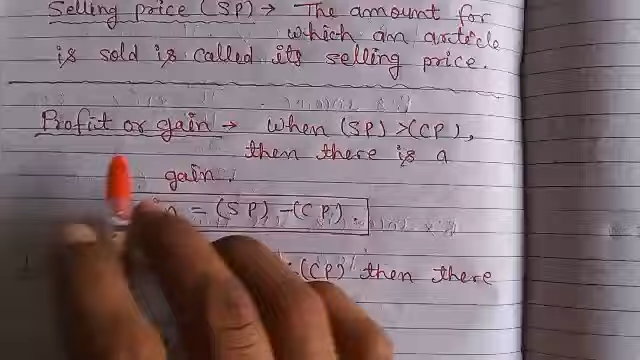 Selling price (SP) → The amount for
which an article
is sold is called its selling price.
Profit or gain → when (SP) > (CP),
then there is a
gain.
= (SP) - (CP).
(CP) then there